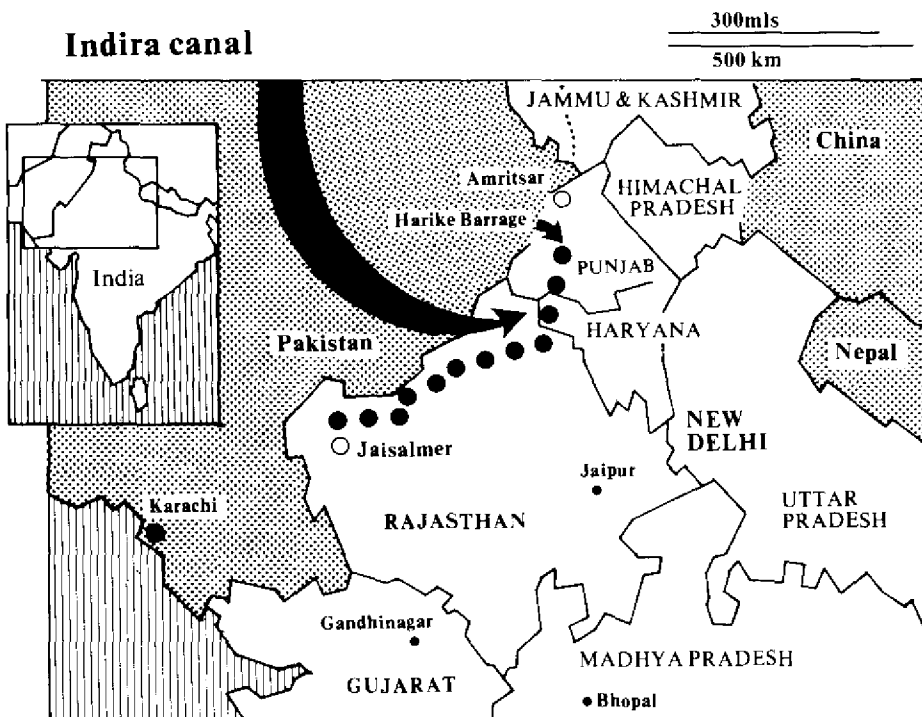 Indira canal
300mls
500 km
JAMMU & KASHMIR
China
Amritsar
HIMACHAL
PRADESH
Harike Barrage
India
PUNJAB
Pakistan
HARYANA
Nepal
NEW
DELHI
Jaisalmer
Jaipur
Karachi
RAJASTHAN
UTTAR
PRADESH
Gandhinagar
MADHYA PRADESH
GUJARAT
Bhopal